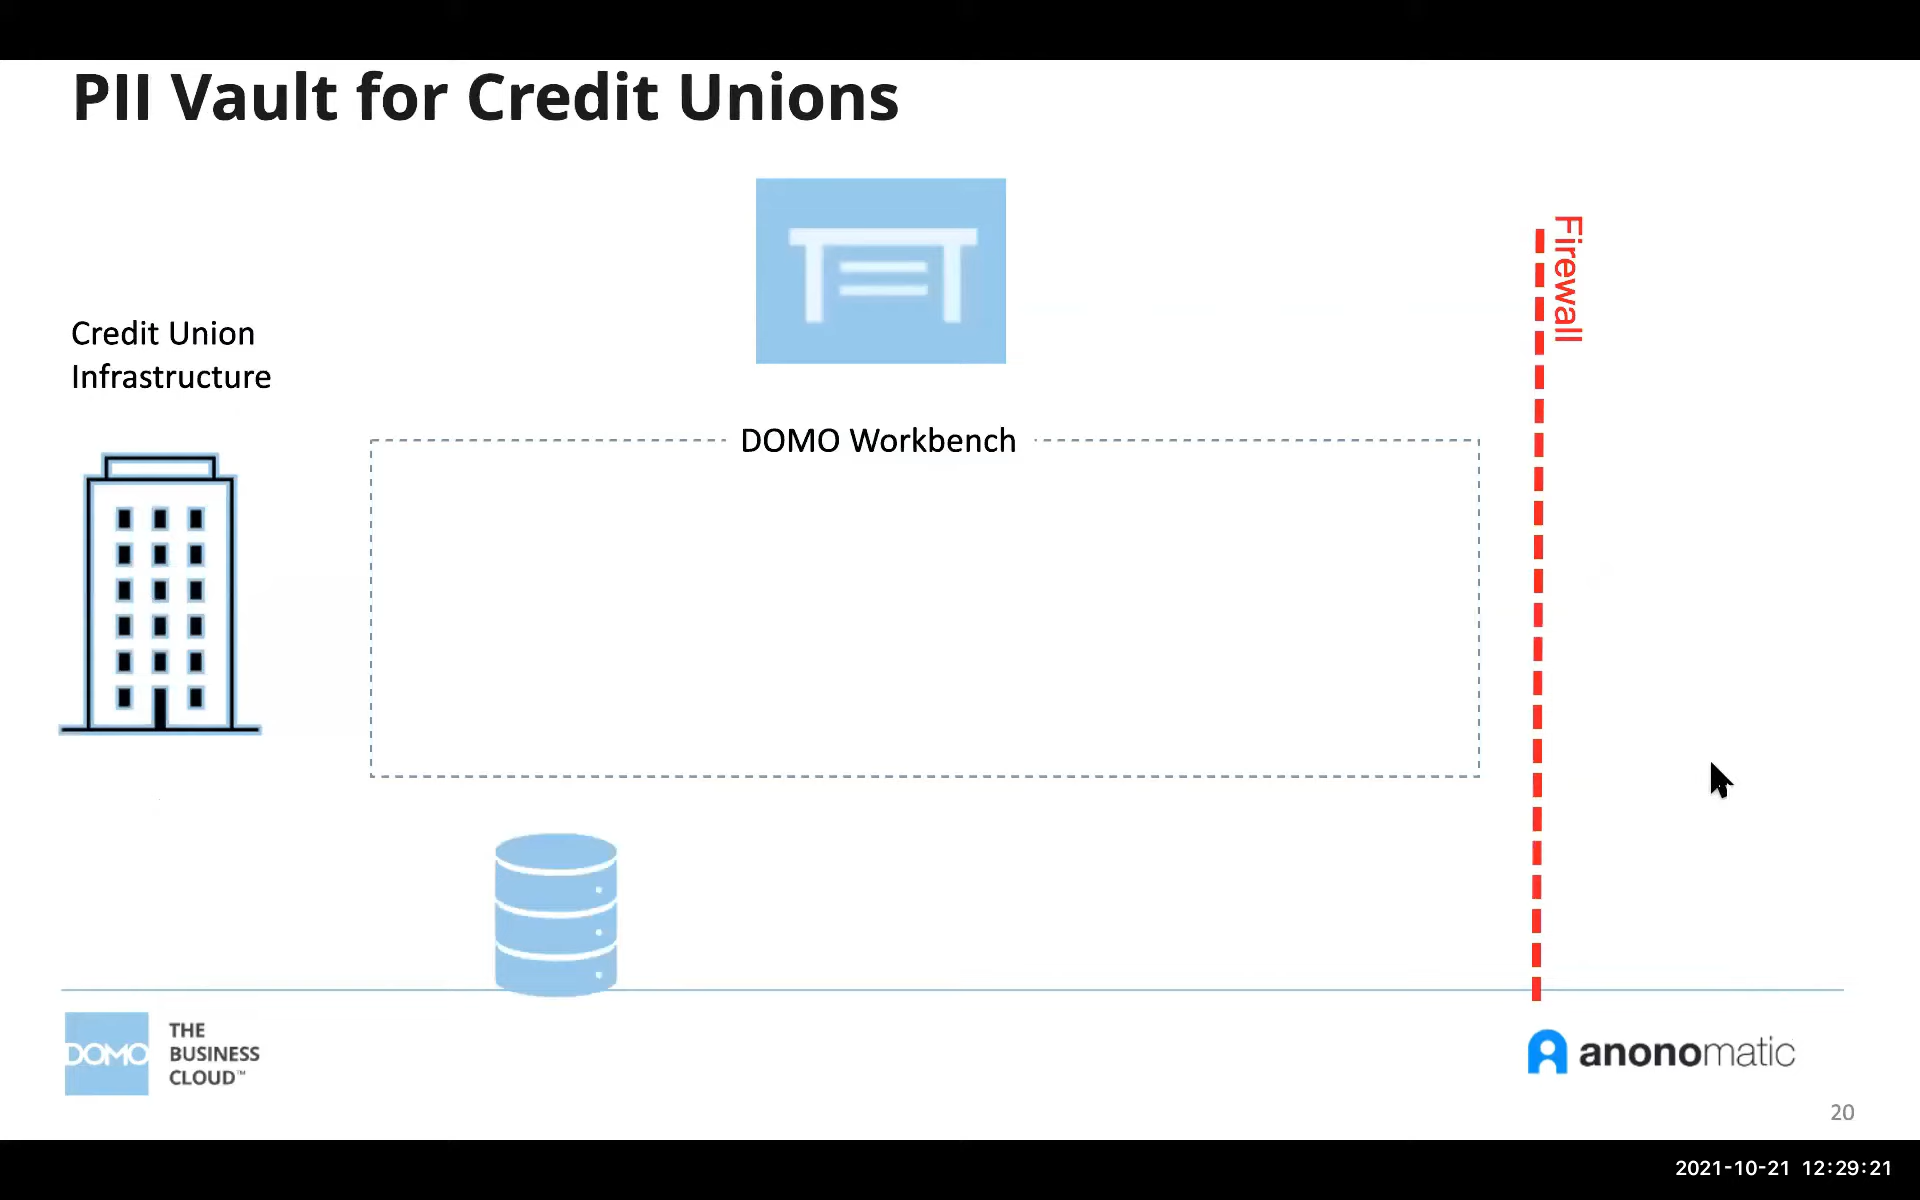 PII Vault for Credit Unions
Firewall
Credit Union
Infrastructure
DOMO Workbench
DOMO
THE
BUSINESS
CLOUD™
anonomatic
20
2021-10-21 12:29:21